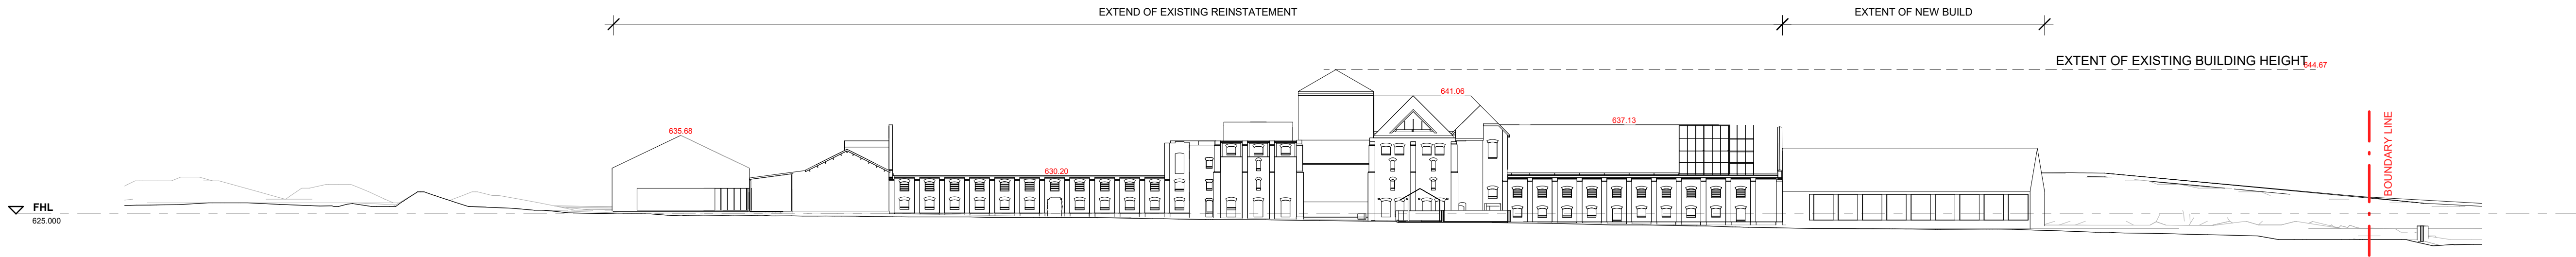 EXTEND OF EXISTING REINSTATEMENT
EXTENT OF NEW BUILD
EXTENT OF EXISTING BUILDING HEIGHT
644.67
641.06
637.13
635.68
630.20
BOUNDARY LINE
FHL
625.000